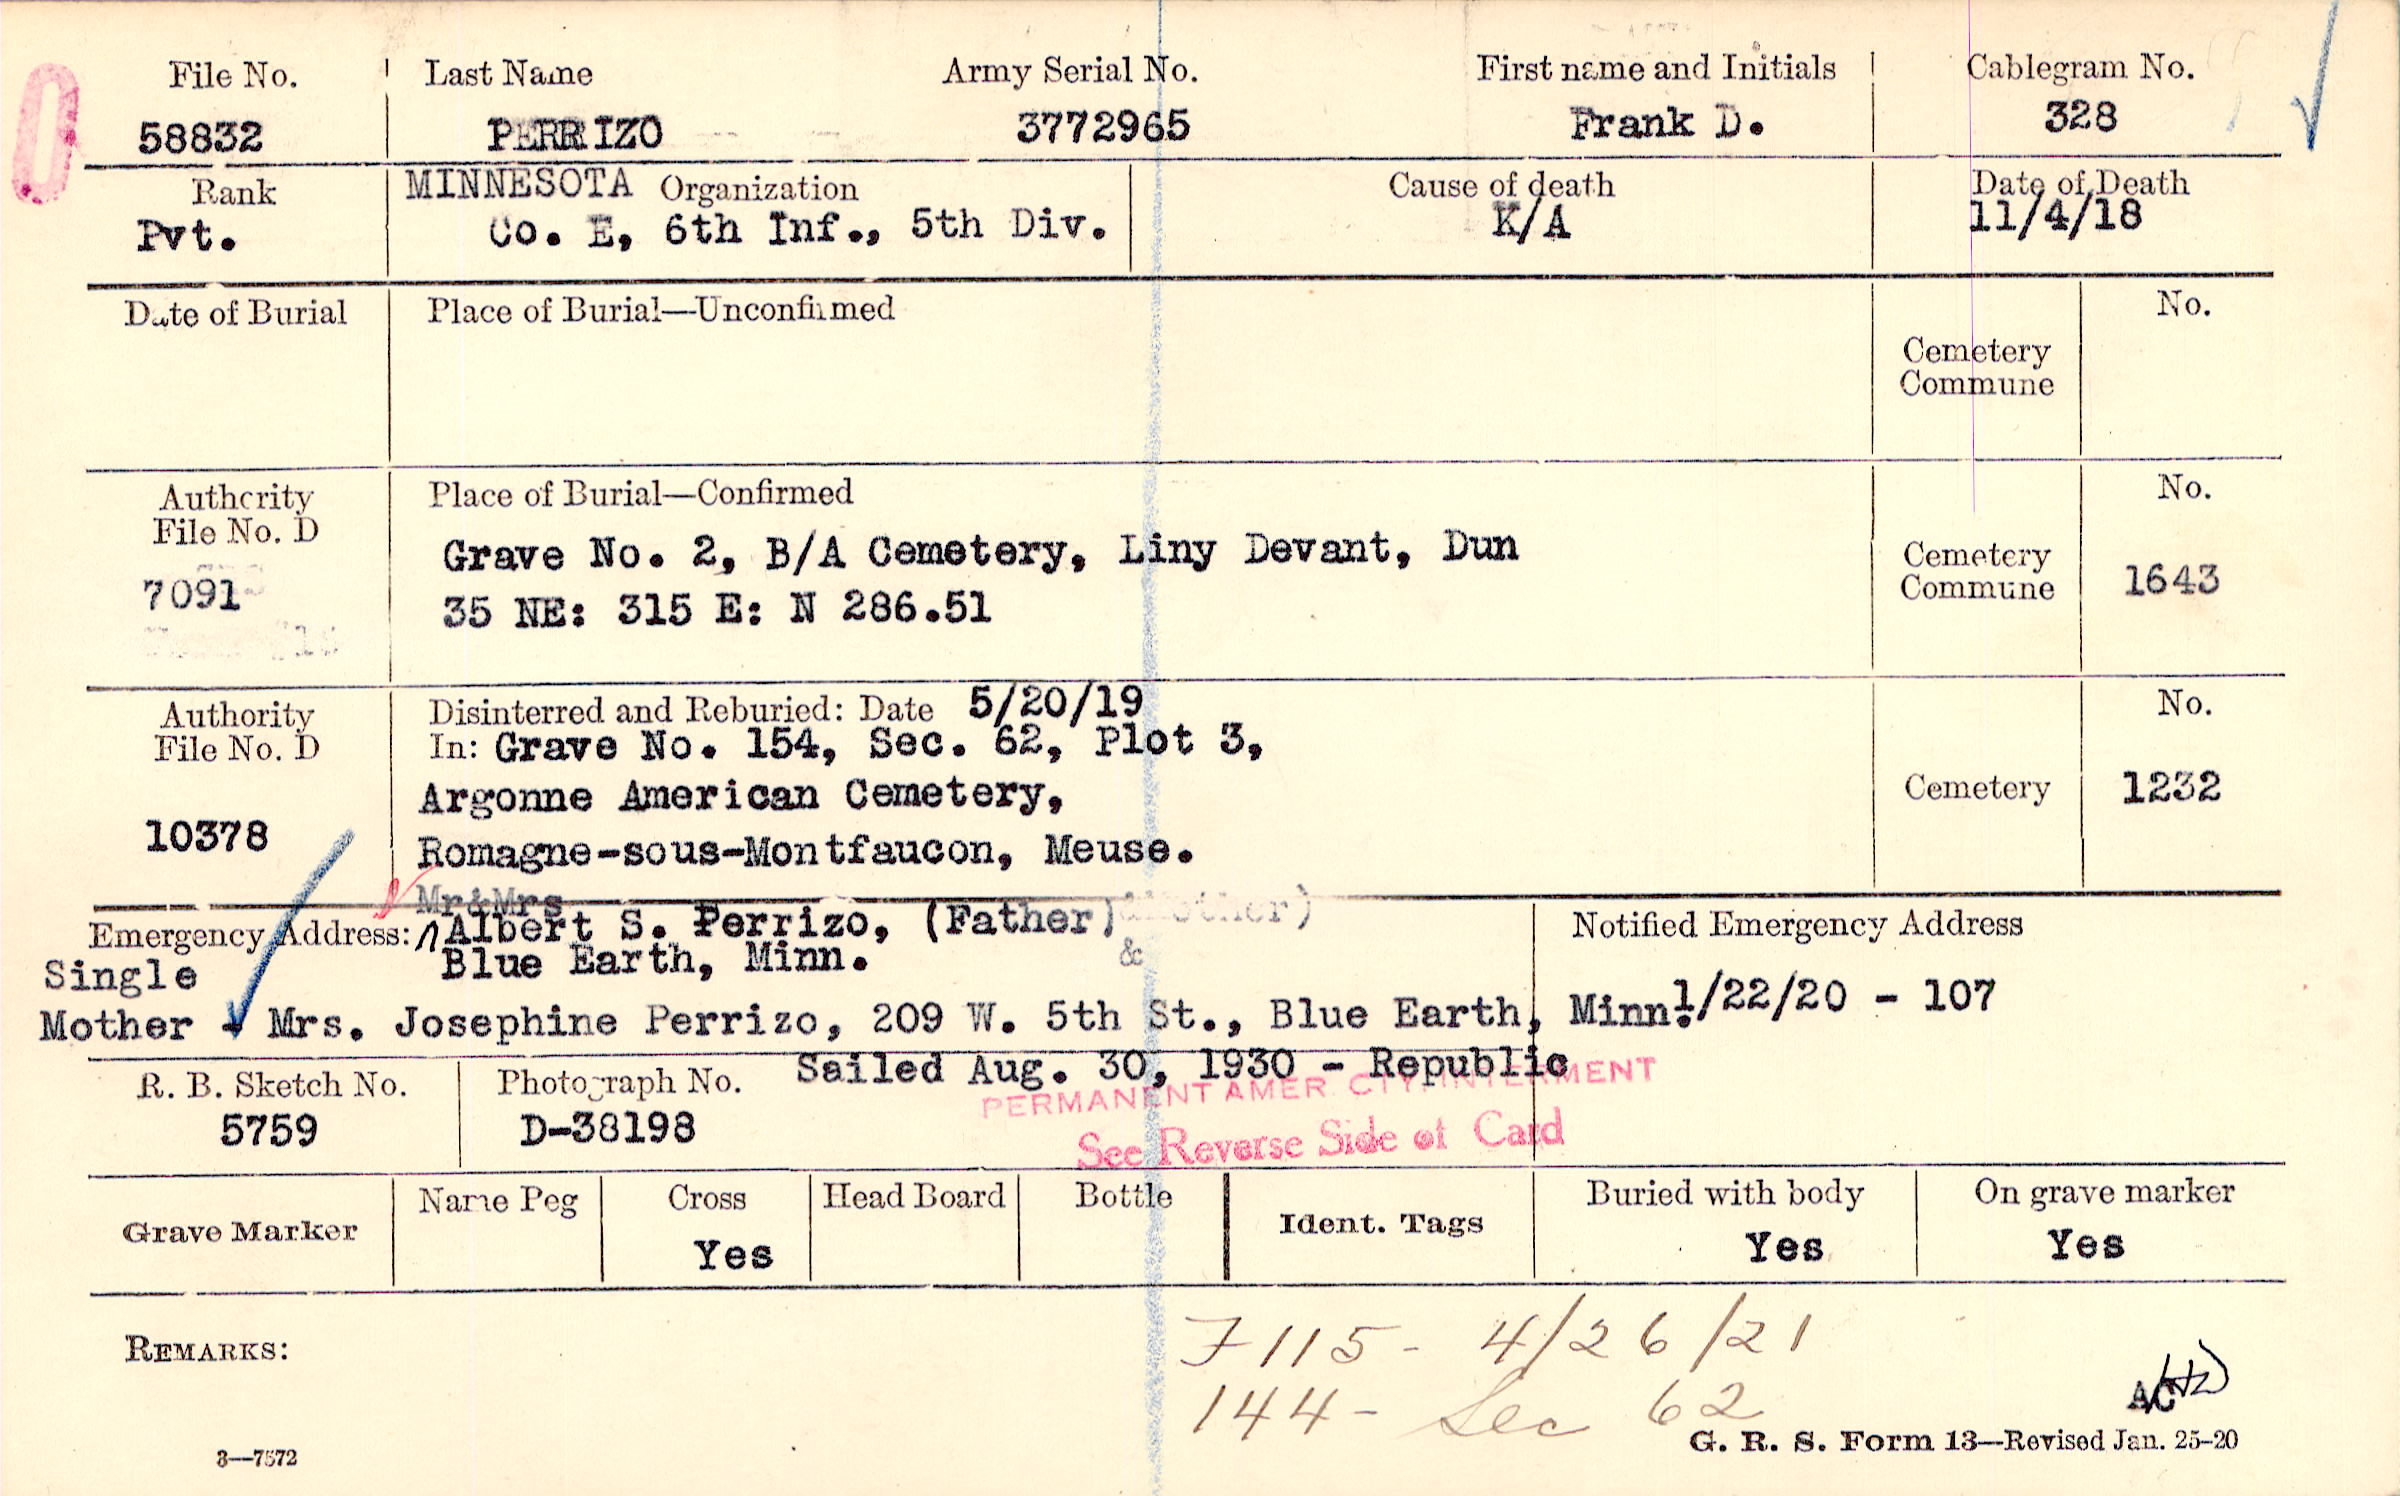 File No. Last Name Army Serial No. First name and Initials Cablegram No.
58832 PERRIZO 3772965 Frank D. 328
Rank MINNESOTA Organization Cause of death Date of Death
Pvt. Co. E, 6th Inf., 5th Div. K/A 11/4/18
Date of Burial Place of Burial—Unconfirmed No.
Cemetery
Commune
Authority Place of Burial—Confirmed No.
File No. D
Grave No. 2, B/A Cemetery, Liny Devant, Dun Cemetery
7091 Commune 1643
35 NE: 315 E: N 286.51
Authority Disinterred and Reburied: Date 5/20/19 No.
File No. D In: Grave No. 154, Sec. 62, Plot 3,
Argonne American Cemetery, Cemetery 1232
10378 Romagne-sous-Montfaucon, Meuse.
Mr&Mrs
Emergency Address: Albert S. Perrizo, (Father) Notified Emergency Address
Single Blue Earth, Minn. &
Mother - Mrs. Josephine Perrizo, 209 W. 5th St., Blue Earth, Minn. 1/22/20 - 107
R. B. Sketch No. Photograph No. Sailed Aug. 30, 1930 - Republic
PERMANENT AMER. CTY. INTERMENT
5759 D-38198 See Reverse Side of Card
Grave Marker Name Peg Cross Head Board Bottle Ident. Tags Buried with body On grave marker
Yes Yes Yes
REMARKS: F115- 4/26/21
144- Sec 62
AC
3—7572 G. R. S. Form 13—Revised Jan. 25-20